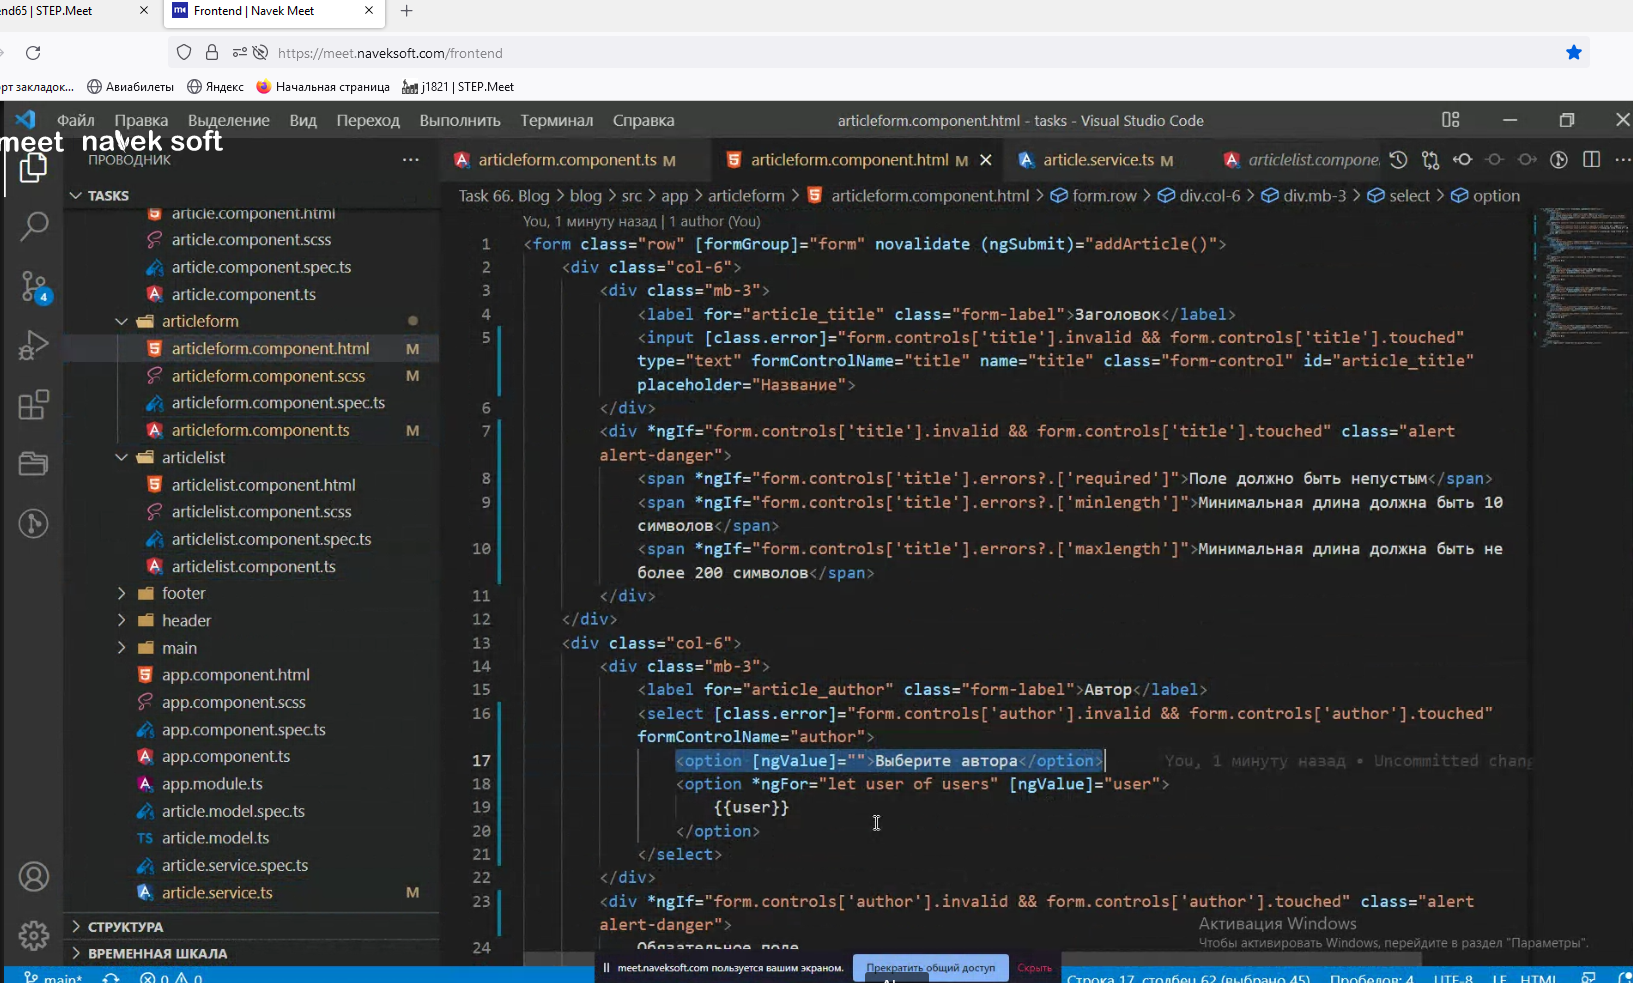 nd65 | STEP.Meet
Frontend | Navek Meet
https://meet.naveksoft.com/frontend
рт закладок...
Авиабилеты
Яндекс
Начальная страница
j1821 | STEP.Meet
Файл Правка Выделение Вид Переход Выполнить Терминал Справка
articleform.component.html - tasks - Visual Studio Code
meet navek soft
ПРОВОДНИК
articleform.component.ts M
articleform.component.html M
article.service.ts M
articlelist.compone
TASKS
Task 66. Blog > blog > src > app > articleform > articleform.component.html > form.row > div.col-6 > div.mb-3 > select > option
article.component.html
article.component.scss
article.component.spec.ts
article.component.ts
articleform
articleform.component.html M
articleform.component.scss M
articleform.component.spec.ts
articleform.component.ts M
articlelist
articlelist.component.html
articlelist.component.scss
articlelist.component.spec.ts
articlelist.component.ts
footer
header
main
app.component.html
app.component.scss
app.component.spec.ts
app.component.ts
app.module.ts
article.model.spec.ts
article.model.ts
article.service.spec.ts
article.service.ts M
СТРУКТУРА
ВРЕМЕННАЯ ШКАЛА
4
You, 1 минуту назад | 1 author (You)
1 <form class="row" [formGroup]="form" novalidate (ngSubmit)="addArticle()">
2 <div class="col-6">
3 <div class="mb-3">
4 <label for="article_title" class="form-label">Заголовок</label>
5 <input [class.error]="form.controls['title'].invalid && form.controls['title'].touched"
type="text" formControlName="title" name="title" class="form-control" id="article_title"
placeholder="Название">
6 </div>
7 <div *ngIf="form.controls['title'].invalid && form.controls['title'].touched" class="alert
alert-danger">
8 <span *ngIf="form.controls['title'].errors?.['required']">Поле должно быть непустым</span>
9 <span *ngIf="form.controls['title'].errors?.['minlength']">Минимальная длина должна быть 10
символов</span>
10 <span *ngIf="form.controls['title'].errors?.['maxlength']">Минимальная длина должна быть не
более 200 символов</span>
11 </div>
12 </div>
13 <div class="col-6">
14 <div class="mb-3">
15 <label for="article_author" class="form-label">Автор</label>
16 <select [class.error]="form.controls['author'].invalid && form.controls['author'].touched"
formControlName="author">
17 <option [ngValue]="">Выберите автора</option> You, 1 минуту назад • Uncommitted chang
18 <option *ngFor="let user of users" [ngValue]="user">
19 {{user}}
20 </option>
21 </select>
22 </div>
23 <div *ngIf="form.controls['author'].invalid && form.controls['author'].touched" class="alert
alert-danger">
24 Обязательное поле
Активация Windows
Чтобы активировать Windows, перейдите в раздел "Параметры".
meet.naveksoft.com пользуется вашим экраном.
Прекратить общий доступ
Скрыть
main* 0 0
Строка 17, столбец 62 (выбрано 45) Пробелов: 4 UTF-8 LF HTML